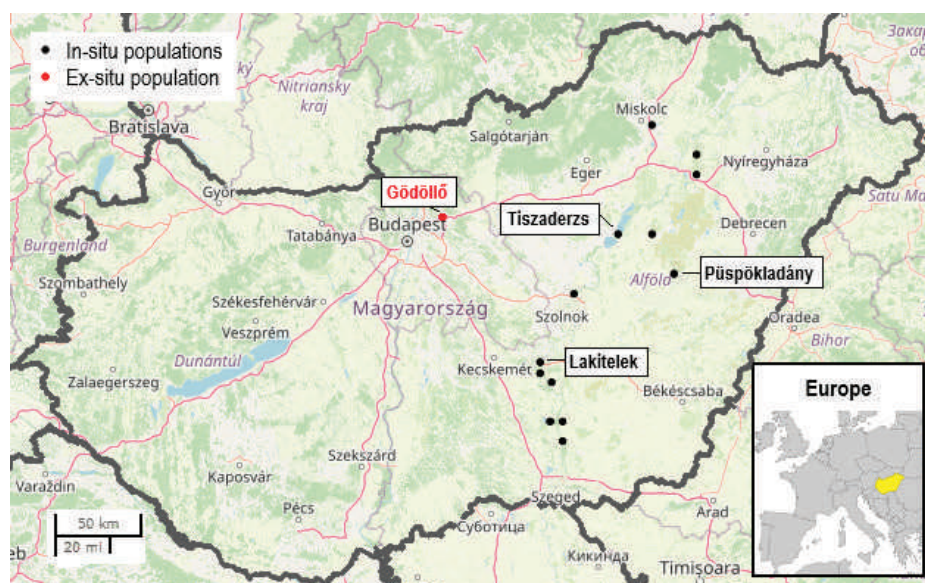 In-situ populations
Ex-situ population
Nitriansky
kraj
Bratislava
Salgótarján
Miskolc
Nyíregyháza
Eger
Győr
Gödöllő
Budapest
Tatabánya
Tiszaderzs
Debrecen
Satu Ma
Burgenland
Szombathely
Püspökladány
Alföld
Székesfehérvár
Magyarország
Szolnok
Oradea
Veszprém
Bihor
Dunántúl
Kecskemét
Lakitelek
Zalaegerszeg
Békéscsaba
Europe
Kaposvár
Szekszárd
Varaždin
Pécs
Szeged
Arad
50 km
20 mi
Суботица
Кикинда
Timișoara